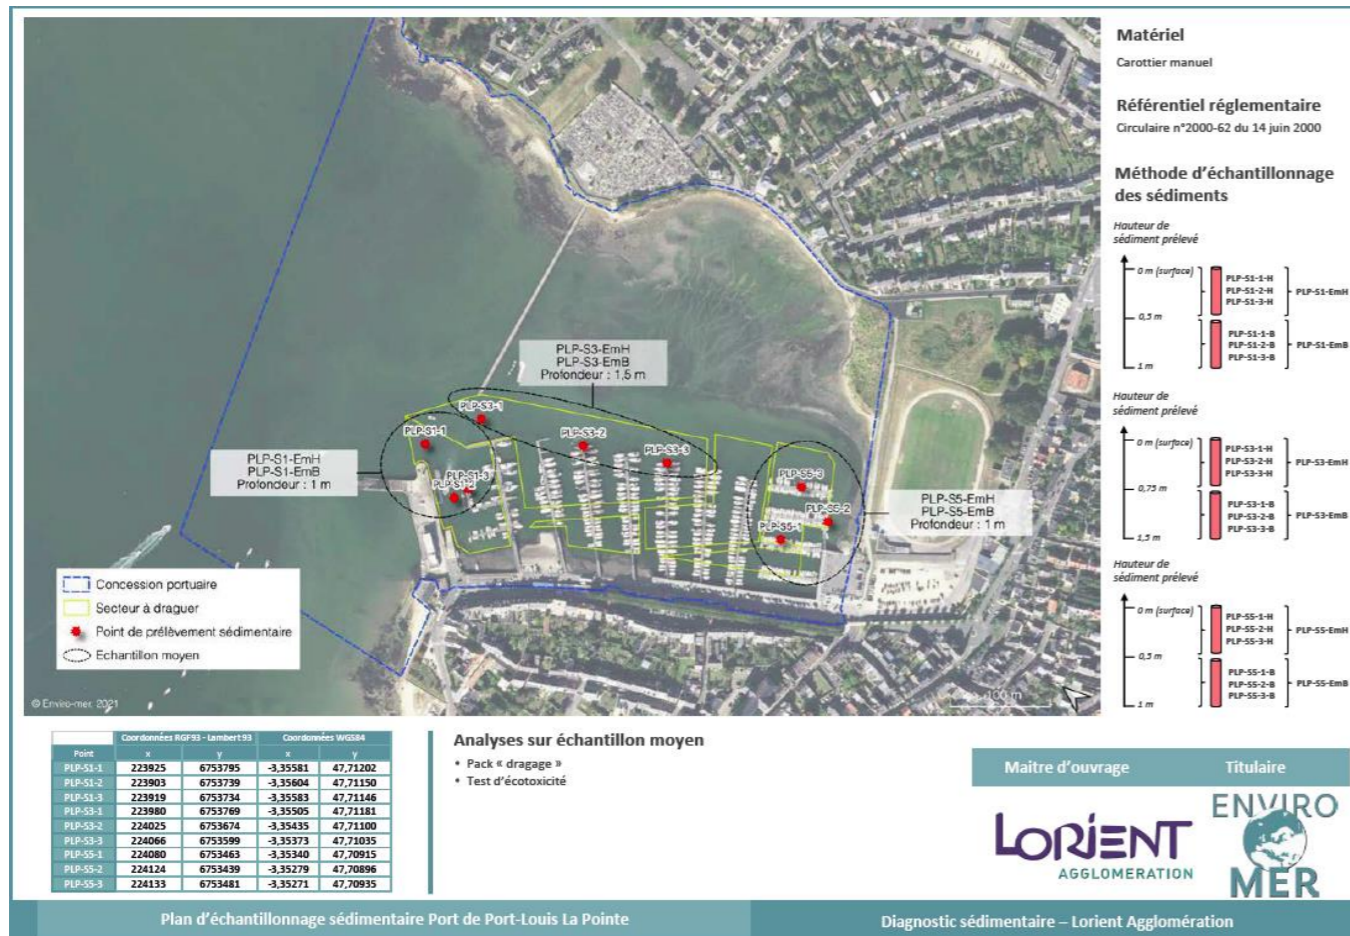 Matériel
Carottier manuel
Référentiel réglementaire
Circulaire n°2000-62 du 14 juin 2000
Méthode d'échantillonnage
des sédiments
Hauteur de
sédiment prélevé
0 m (surface)
PLP-S1-1-H
PLP-S1-2-H
PLP-S1-3-H
PLP-S1-EmH
0,5 m
PLP-S1-1-B
PLP-S1-2-B
PLP-S1-3-B
PLP-S1-EmB
1 m
Hauteur de
sédiment prélevé
0 m (surface)
PLP-S3-1-H
PLP-S3-2-H
PLP-S3-3-H
PLP-S3-EmH
0,75 m
PLP-S3-1-B
PLP-S3-2-B
PLP-S3-3-B
PLP-S3-EmB
1,5 m
Hauteur de
sédiment prélevé
0 m (surface)
PLP-S5-1-H
PLP-S5-2-H
PLP-S5-3-H
PLP-S5-EmH
0,5 m
PLP-S5-1-B
PLP-S5-2-B
PLP-S5-3-B
PLP-S5-EmB
1 m
PLP-S3-EmH
PLP-S3-EmB
Profondeur : 1,5 m
PLP-S3-1
PLP-S1-1
PLP-S3-2
PLP-S3-3
PLP-S1-EmH
PLP-S1-EmB
Profondeur : 1 m
PLP-S1-3
PLP-S1-2
PLP-S5-3
PLP-S5-2
PLP-S5-1
PLP-S5-EmH
PLP-S5-EmB
Profondeur : 1 m
Concession portuaire
Secteur à draguer
Point de prélèvement sédimentaire
Echantillon moyen
© Enviro-mer, 2021
100 m
Coordonnées RGF93 - Lambert 93 Coordonnées WGS84
Point x y x y
PLP-S1-1 223925 6753795 -3,35581 47,71202
PLP-S1-2 223903 6753739 -3,35604 47,71150
PLP-S1-3 223919 6753734 -3,35583 47,71146
PLP-S3-1 223980 6753769 -3,35505 47,71181
PLP-S3-2 224025 6753674 -3,35435 47,71100
PLP-S3-3 224066 6753599 -3,35373 47,71035
PLP-S5-1 224080 6753463 -3,35340 47,70915
PLP-S5-2 224124 6753439 -3,35279 47,70896
PLP-S5-3 224133 6753481 -3,35271 47,70935
Analyses sur échantillon moyen
• Pack « dragage »
• Test d'écotoxicité
Maitre d'ouvrage
Titulaire
LORIENT
AGGLOMERATION
ENVIRO
MER
Plan d'échantillonnage sédimentaire Port de Port-Louis La Pointe
Diagnostic sédimentaire – Lorient Agglomération